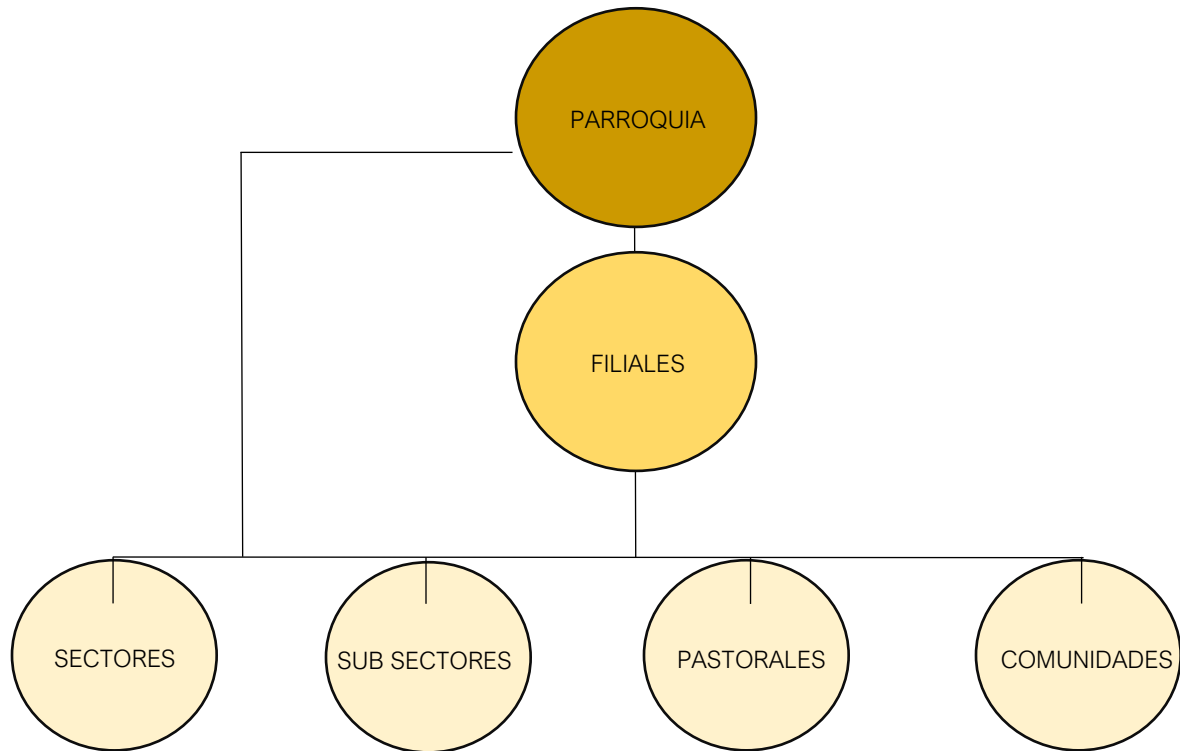 PARROQUIA
FILIALES
SECTORES
SUB SECTORES
PASTORALES
COMUNIDADES